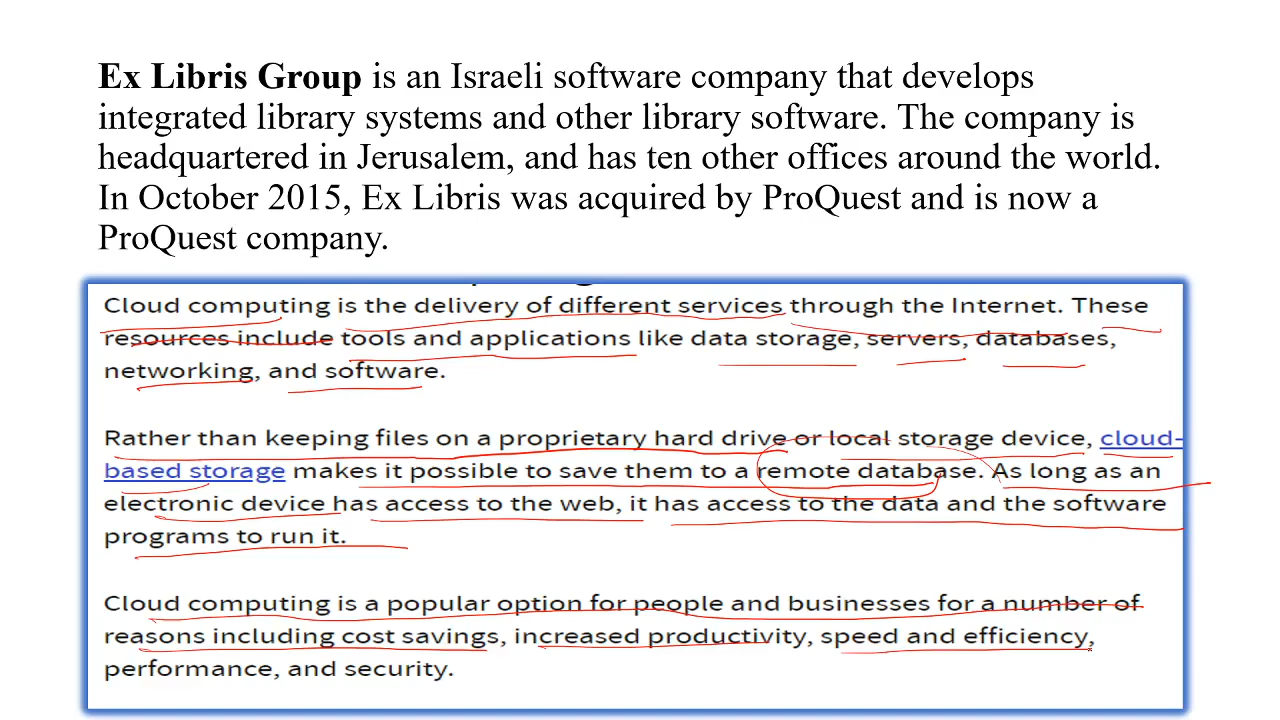 Ex Libris Group is an Israeli software company that develops
integrated library systems and other library software. The company is
headquartered in Jerusalem, and has ten other offices around the world.
In October 2015, Ex Libris was acquired by ProQuest and is now a
ProQuest company.
Cloud computing is the delivery of different services through the Internet. These
resources include tools and applications like data storage, servers, databases,
networking, and software.
Rather than keeping files on a proprietary hard drive or local storage device, cloud-
based storage makes it possible to save them to a remote database. As long as an
electronic device has access to the web, it has access to the data and the software
programs to run it.
Cloud computing is a popular option for people and businesses for a number of
reasons including cost savings, increased productivity, speed and efficiency,
performance, and security.